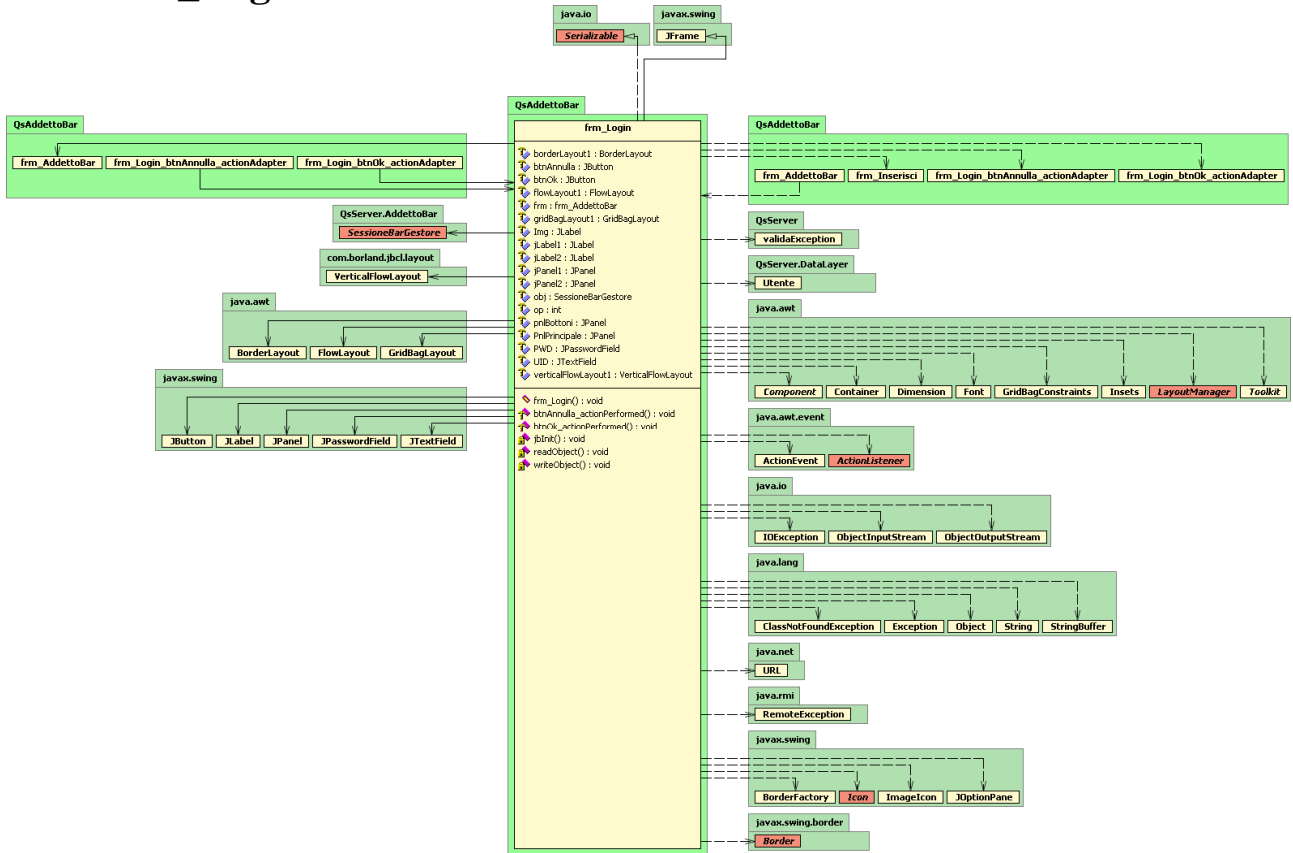 java.io
Serializable
javax.swing
JFrame
QsAddettoBar
frm_AddettoBar frm_Login_btnAnnulla_actionAdapter frm_Login_btnOk_actionAdapter
QsServer.AddettoBar
SessioneBarGestore
com.borland.jbcl.layout
VerticalFlowLayout
java.awt
BorderLayout FlowLayout GridBagLayout
javax.swing
JButton JLabel JPanel JPasswordField JTextField
QsAddettoBar
frm_Login
borderLayout1 : BorderLayout
btnAnnulla : JButton
btnOk : JButton
flowLayout1 : FlowLayout
frm : frm_AddettoBar
gridBagLayout1 : GridBagLayout
Img : JLabel
jLabel1 : JLabel
jLabel2 : JLabel
jPanel1 : JPanel
jPanel2 : JPanel
obj : SessioneBarGestore
op : int
pnlBottoni : JPanel
PnlPrincipale : JPanel
PWD : JPasswordField
UID : JTextField
verticalFlowLayout1 : VerticalFlowLayout
frm_Login() : void
btnAnnulla_actionPerformed() : void
btnOk_actionPerformed() : void
jbInit() : void
readObject() : void
writeObject() : void
QsAddettoBar
frm_AddettoBar frm_Inserisci frm_Login_btnAnnulla_actionAdapter frm_Login_btnOk_actionAdapter
QsServer
validaException
QsServer.DataLayer
Utente
java.awt
Component Container Dimension Font GridBagConstraints Insets LayoutManager Toolkit
java.awt.event
ActionEvent ActionListener
java.io
IOException ObjectInputStream ObjectOutputStream
java.lang
ClassNotFoundException Exception Object String StringBuffer
java.net
URL
java.rmi
RemoteException
javax.swing
BorderFactory Icon ImageIcon JOptionPane
javax.swing.border
Border